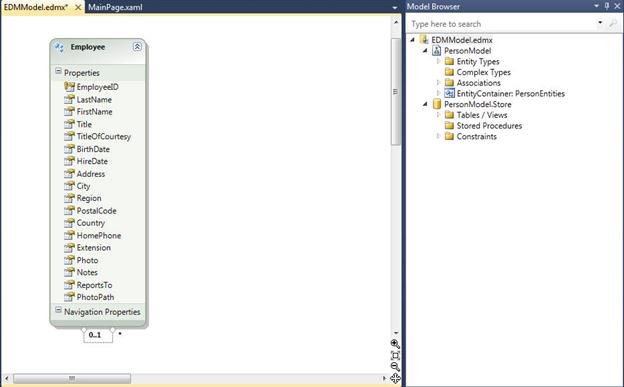 EDMModel.edmx* MainPage.xaml
Employee
Properties
EmployeeID
LastName
FirstName
Title
TitleOfCourtesy
BirthDate
HireDate
Address
City
Region
PostalCode
Country
HomePhone
Extension
Photo
Notes
ReportsTo
PhotoPath
Navigation Properties
0..1 *
Model Browser
Type here to search
EDMModel.edmx
PersonModel
Entity Types
Complex Types
Associations
EntityContainer: PersonEntities
PersonModel.Store
Tables / Views
Stored Procedures
Constraints